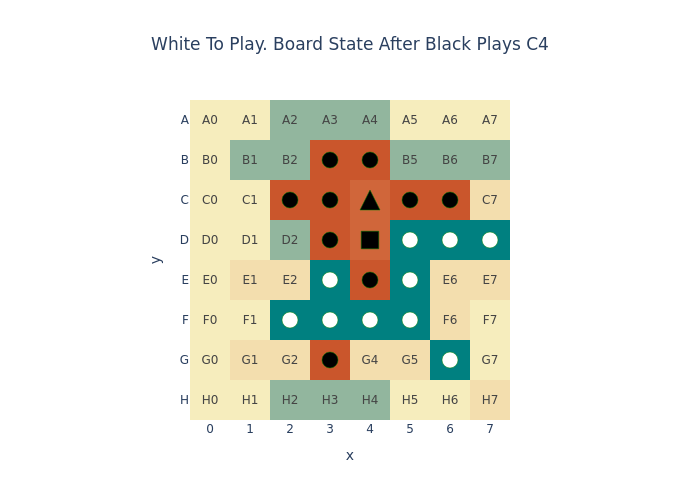 White To Play. Board State After Black Plays C4
A A0 A1 A2 A3 A4 A5 A6 A7
B B0 B1 B2 B5 B6 B7
C C0 C1 C7
D D0 D1 D2
y
E E0 E1 E2 E6 E7
F F0 F1 F6 F7
G G0 G1 G2 G4 G5 G7
H H0 H1 H2 H3 H4 H5 H6 H7
0 1 2 3 4 5 6 7
x